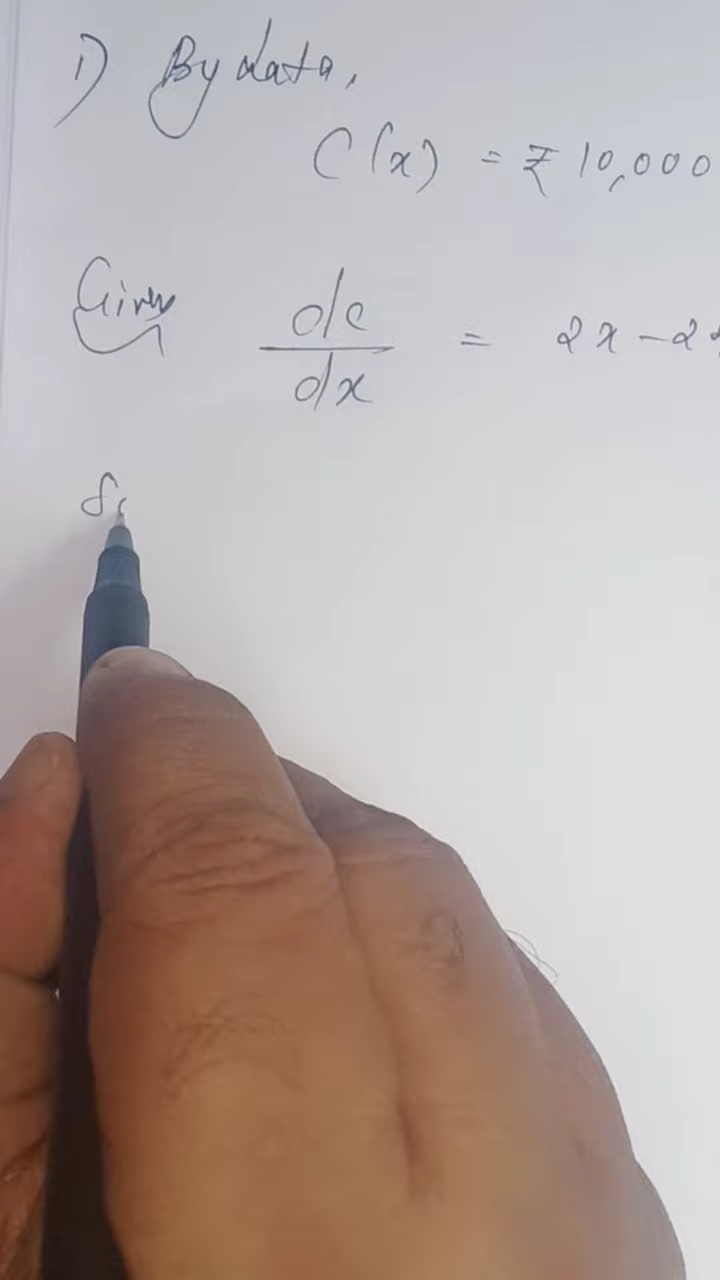 1) By data,
C(x) = ₹ 10,000
Given dc/dx = 2x - 2